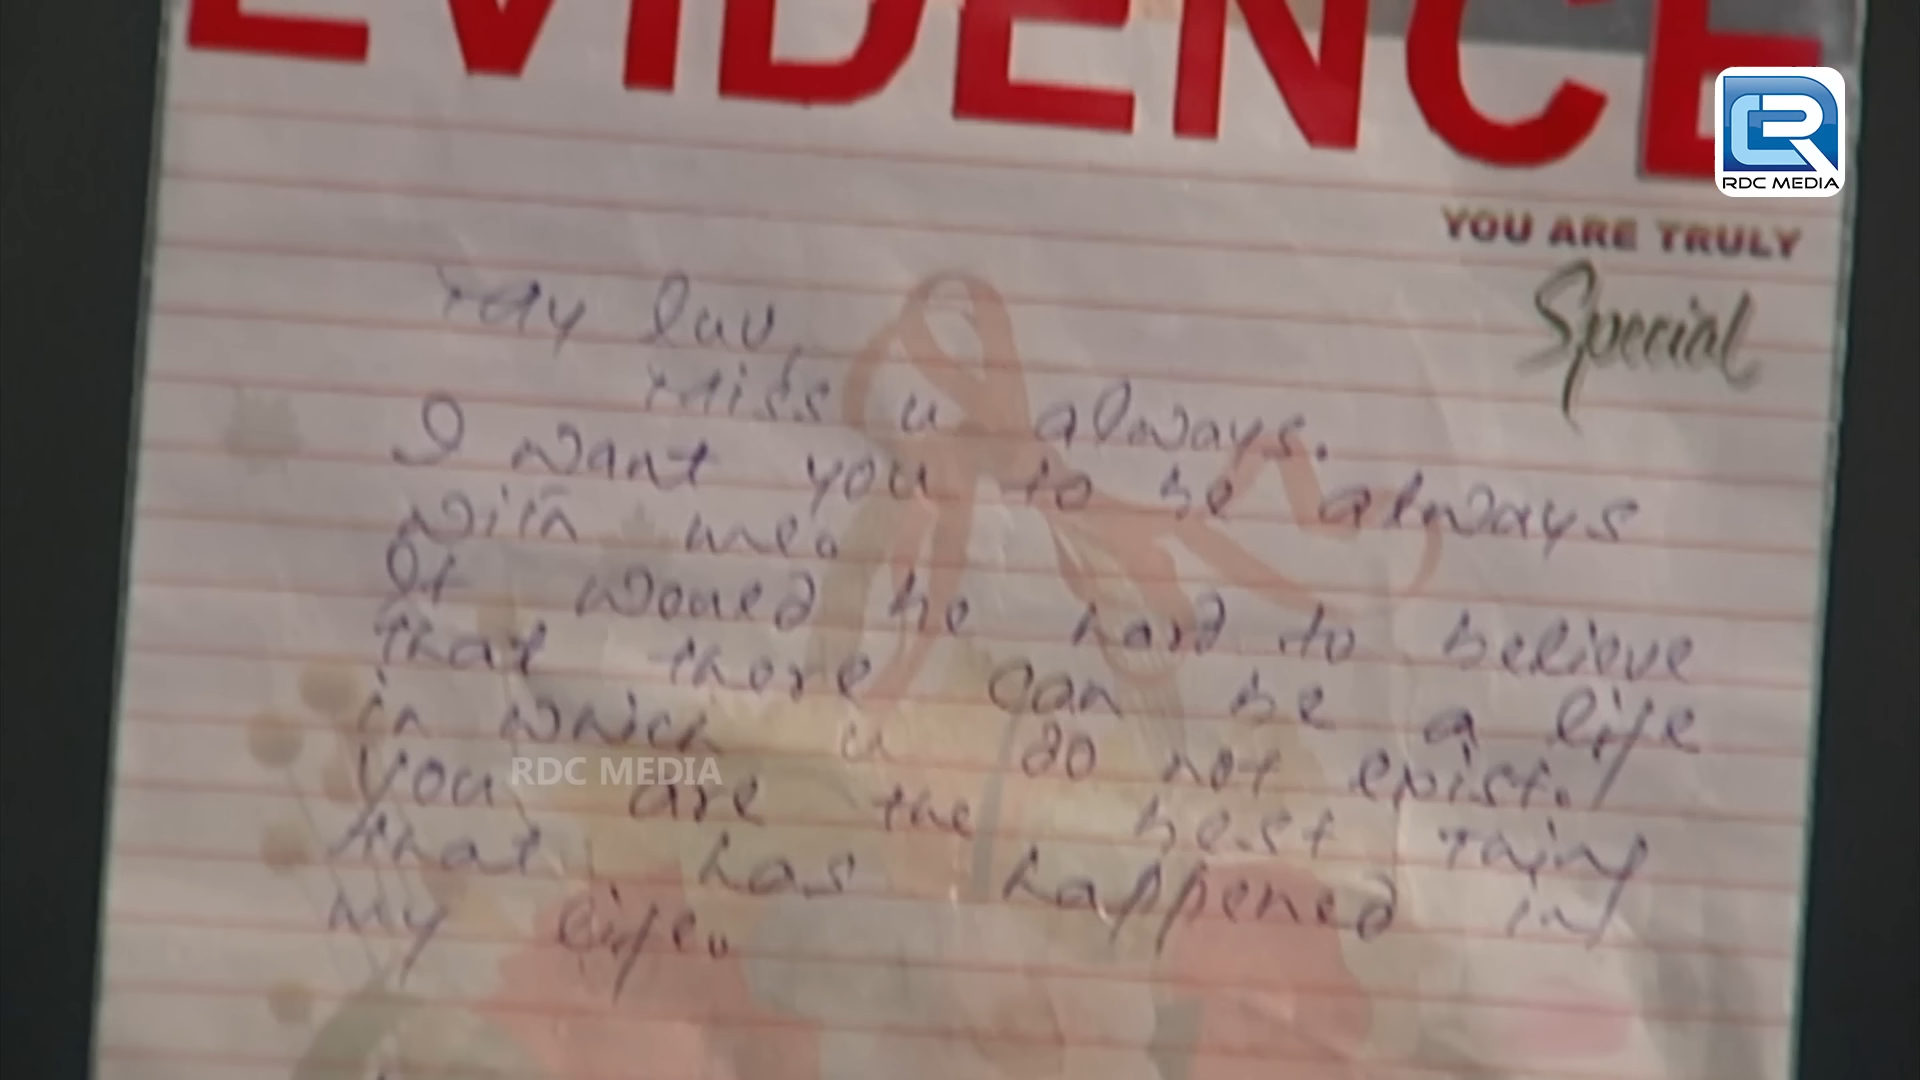 EVIDENCE
RDC MEDIA
YOU ARE TRULY
Special
My luv,
Miss u always.
I want you to be always
with me.
It would be hard to believe
that there can be a life
in which u do not exist.
You are the best thing
RDC MEDIA
that has happened in
my life.